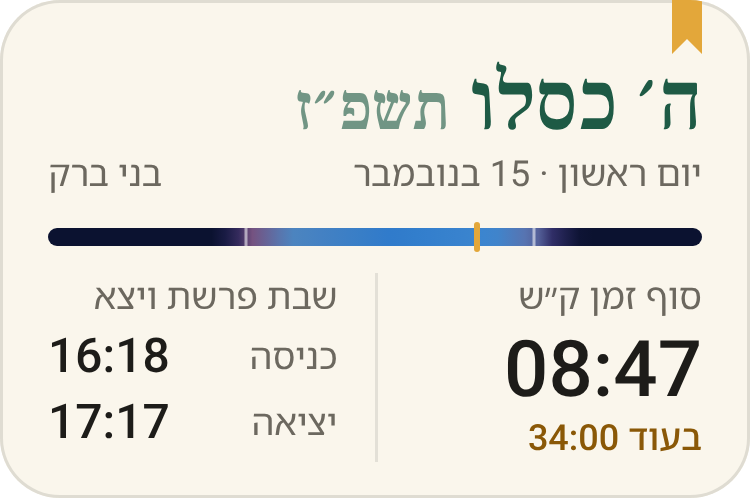 ה׳ כסלו תשפ״ז
יום ראשון · 15 בנובמבר
בני ברק
סוף זמן ק״ש
08:47
בעוד 34:00
שבת פרשת ויצא
כניסה 16:18
יציאה 17:17